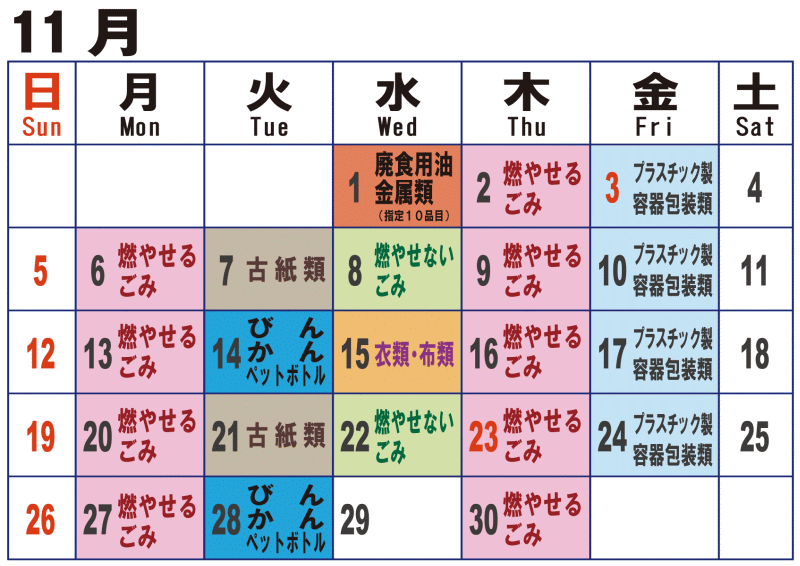 11 月
日 月 火 水 木 金 土
Sun Mon Tue Wed Thu Fri Sat
1 廃食用油
金属類
(指定10品目)
2 燃やせる
ごみ
3 プラスチック製
容器包装類
4
5
6 燃やせる
ごみ
7 古紙類
8 燃やせない
ごみ
9 燃やせる
ごみ
10 プラスチック製
容器包装類
11
12
13 燃やせる
ごみ
14 びん
かん
ペットボトル
15 衣類・布類
16 燃やせる
ごみ
17 プラスチック製
容器包装類
18
19
20 燃やせる
ごみ
21 古紙類
22 燃やせない
ごみ
23 燃やせる
ごみ
24 プラスチック製
容器包装類
25
26
27 燃やせる
ごみ
28 びん
かん
ペットボトル
29
30 燃やせる
ごみ